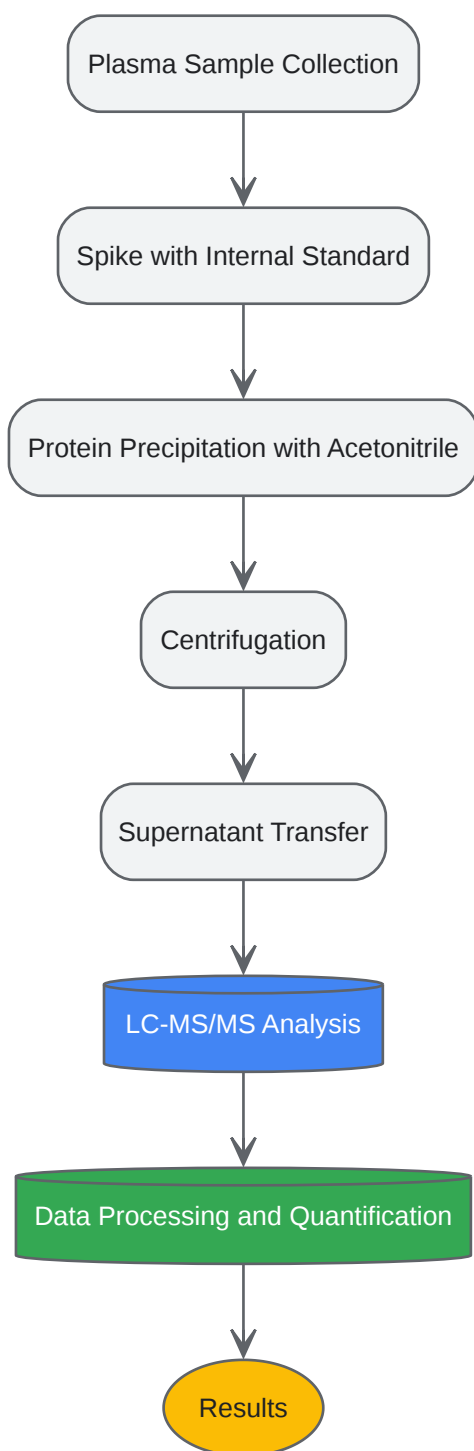 Plasma Sample Collection
Spike with Internal Standard
Protein Precipitation with Acetonitrile
Centrifugation
Supernatant Transfer
LC-MS/MS Analysis
Data Processing and Quantification
Results